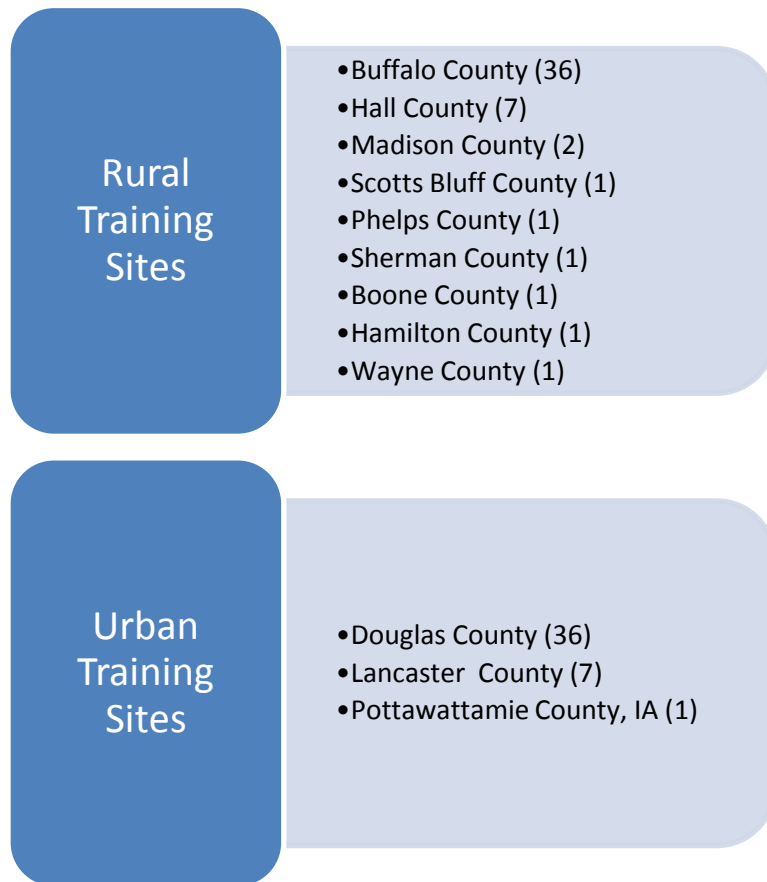 Rural
Training
Sites
•Buffalo County (36)
•Hall County (7)
•Madison County (2)
•Scotts Bluff County (1)
•Phelps County (1)
•Sherman County (1)
•Boone County (1)
•Hamilton County (1)
•Wayne County (1)
Urban
Training
Sites
•Douglas County (36)
•Lancaster  County (7)
•Pottawattamie County, IA (1)